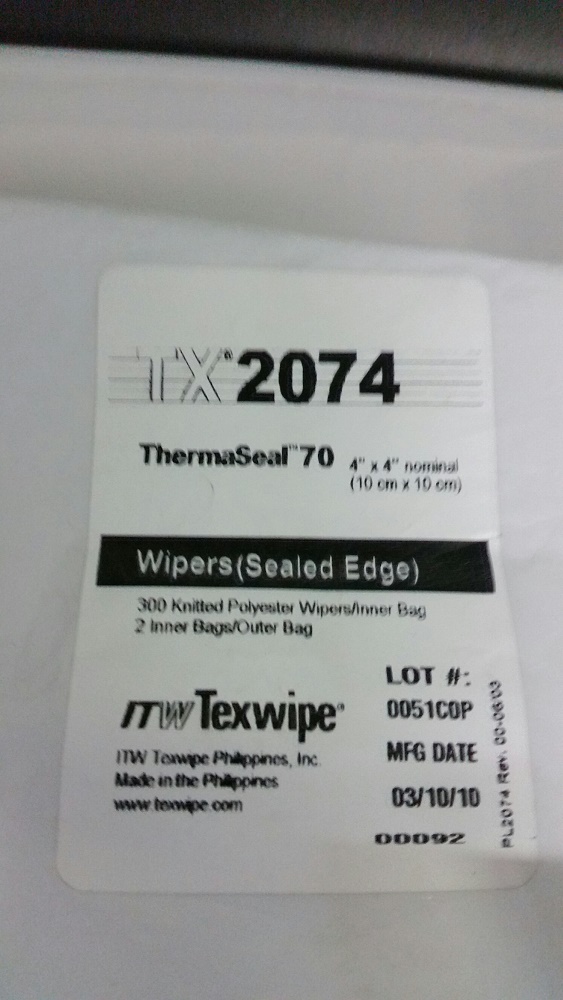 TX®2074
ThermaSeal™70 4" x 4" nominal
(10 cm x 10 cm)
Wipers(Sealed Edge)
300 Knitted Polyester Wipers/Inner Bag
2 Inner Bags/Outer Bag
ITW Texwipe®
ITW Texwipe Philippines, Inc.
Made in the Philippines
www.texwipe.com
LOT #:
0051C0P
MFG DATE
03/10/10
00092
PL2074 Rev. 00-06/03